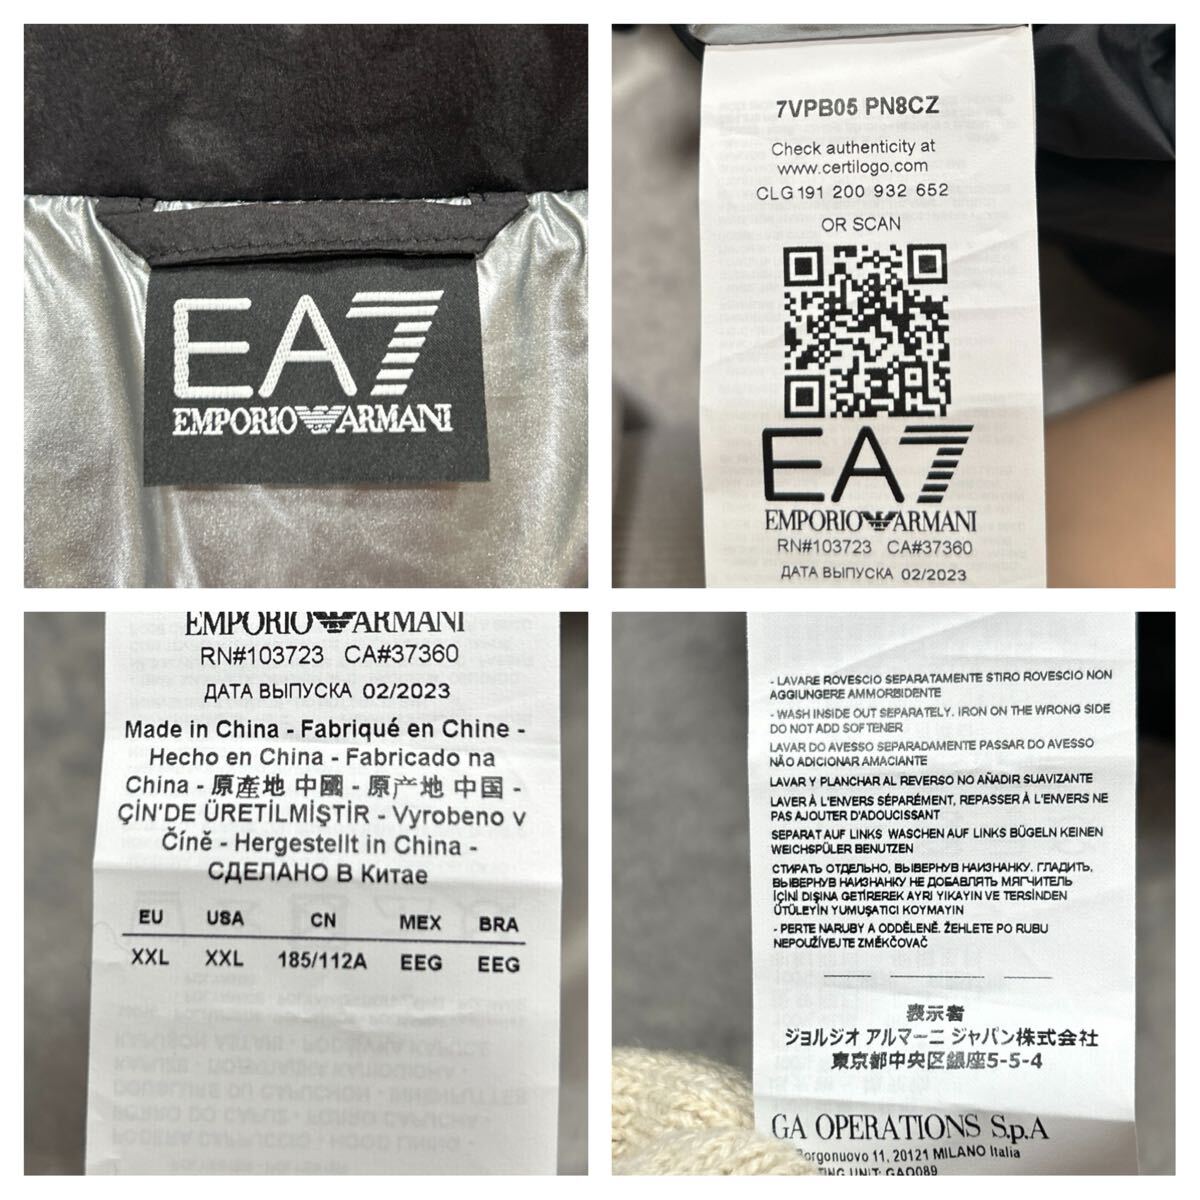 EA7
EMPORIO ARMANI
7VPB05 PN8CZ
Check authenticity at
www.certilogo.com
CLG 191 200 932 652
OR SCAN
EA7
EMPORIO ARMANI
RN#103723 CA#37360
ДАТА ВЫПУСКА 02/2023
EMPORIO ARMANI
RN#103723 CA#37360
ДАТА ВЫПУСКА 02/2023
Made in China - Fabriqué en Chine -
Hecho en China - Fabricado na
China - 原產地 中國 - 原产地 中国 -
ÇİN'DE ÜRETİLMİŞTİR - Vyrobeno v
Číně - Hergestellt in China -
СДЕЛАНО В Китае
EU USA CN MEX BRA
XXL XXL 185/112A EEG EEG
- LAVARE ROVESCIO SEPARATAMENTE STIRO ROVESCIO NON
AGGIUNGERE AMMORBIDENTE
- WASH INSIDE OUT SEPARATELY. IRON ON THE WRONG SIDE
DO NOT ADD SOFTENER
LAVAR DO AVESSO SEPARADAMENTE PASSAR DO AVESSO
NÃO ADICIONAR AMACIANTE
LAVAR Y PLANCHAR AL REVERSO NO AÑADIR SUAVIZANTE
LAVER À L'ENVERS SÉPARÉMENT, REPASSER À L'ENVERS NE
PAS AJOUTER D'ADOUCISSANT
SEPARAT AUF LINKS WASCHEN AUF LINKS BÜGELN KEINEN
WEICHSPÜLER BENUTZEN
СТИРАТЬ ОТДЕЛЬНО, ВЫВЕРНУВ НАИЗНАНКУ. ГЛАДИТЬ,
ВЫВЕРНУВ НАИЗНАНКУ НЕ ДОБАВЛЯТЬ МЯГЧИТЕЛЬ
İÇİNİ DIŞINA GETİREREK AYRI YIKAYIN VE TERSİNDEN
ÜTÜLEYİN YUMUŞATICI KOYMAYIN
- PERTE NARUBY A ODDĚLENĚ. ŽEHLETE PO RUBU
NEPOUŽÍVEJTE ZMĚKČOVAČ
表示者
ジョルジオ アルマーニ ジャパン株式会社
東京都中央区銀座5-5-4
GA OPERATIONS S.p.A
Borgonuovo 11, 20121 MILANO Italia
UNIT: GAO089